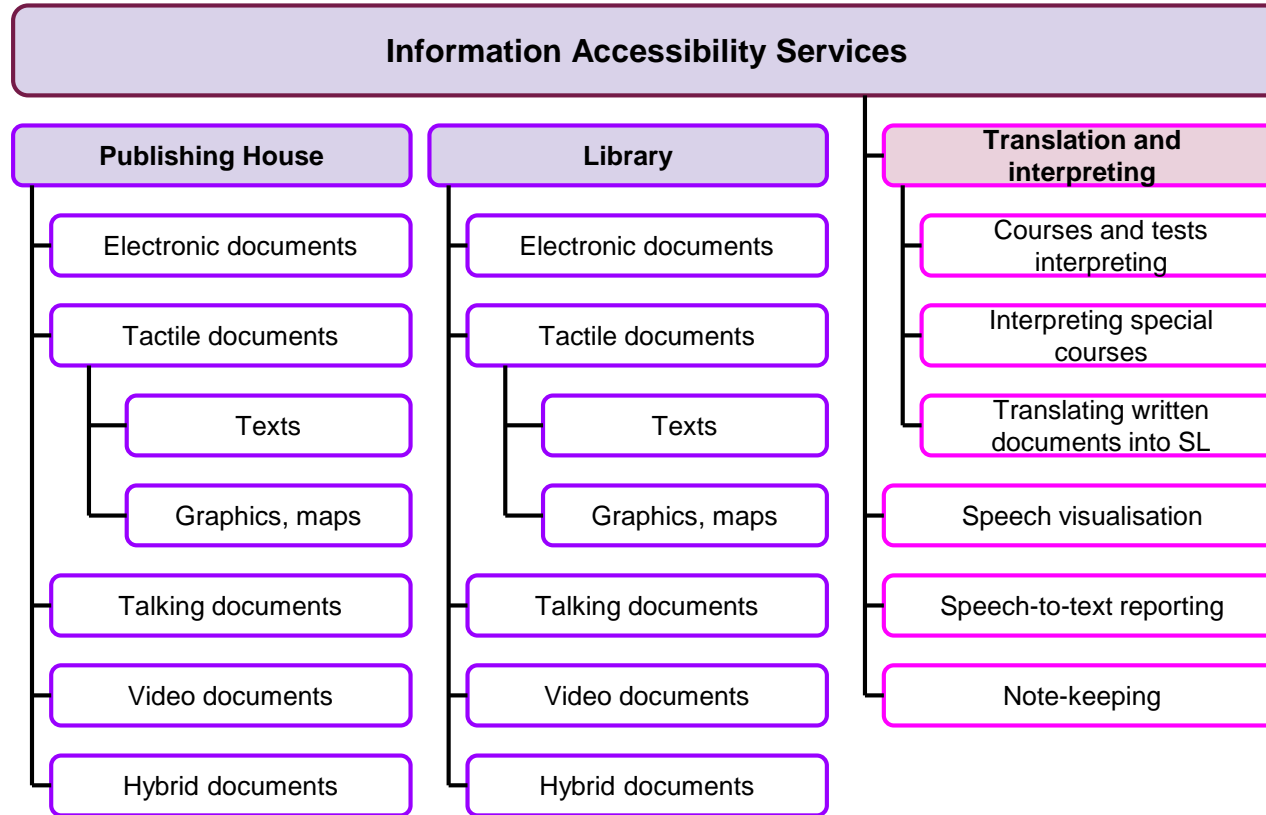 Information Accessibility Services
Publishing House
Electronic documents
Tactile documents
Texts
Graphics, maps
Talking documents
Video documents
Hybrid documents
Library
Electronic documents
Tactile documents
Texts
Graphics, maps
Talking documents
Video documents
Hybrid documents
Translation and
interpreting
Courses and tests
interpreting
Interpreting special
courses
Translating written
documents into SL
Speech visualisation
Speech-to-text reporting
Note-keeping